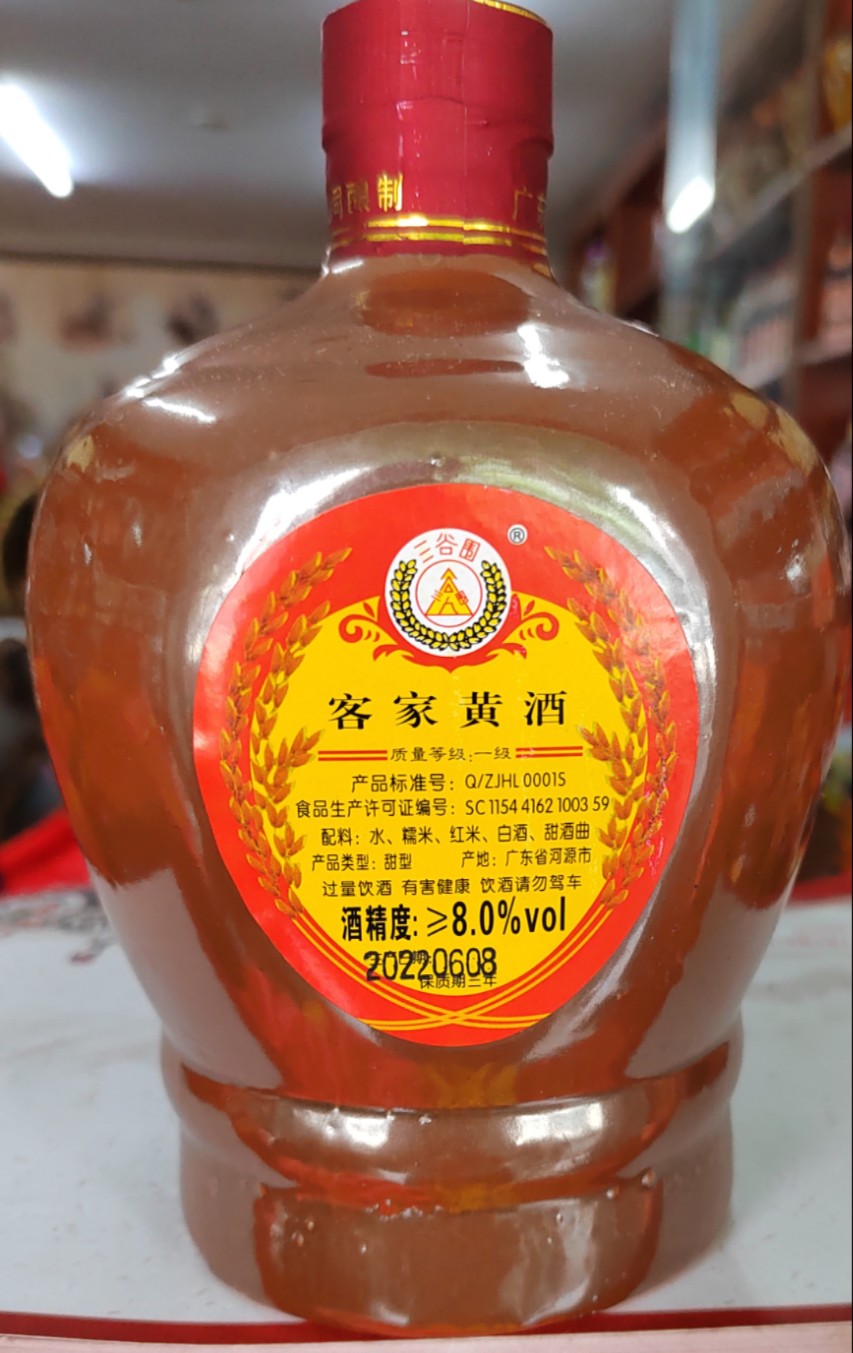 酿制
广东
三谷围
®
客家黄酒
质量等级:一级
产品标准号：Q/ZJHL 0001S
食品生产许可证编号：SC 1154 4162 1003 59
配料：水、糯米、红米、白酒、甜酒曲
产品类型：甜型 产地：广东省河源市
过量饮酒 有害健康 饮酒请勿驾车
酒精度:≥8.0%vol
20220608
保质期三年